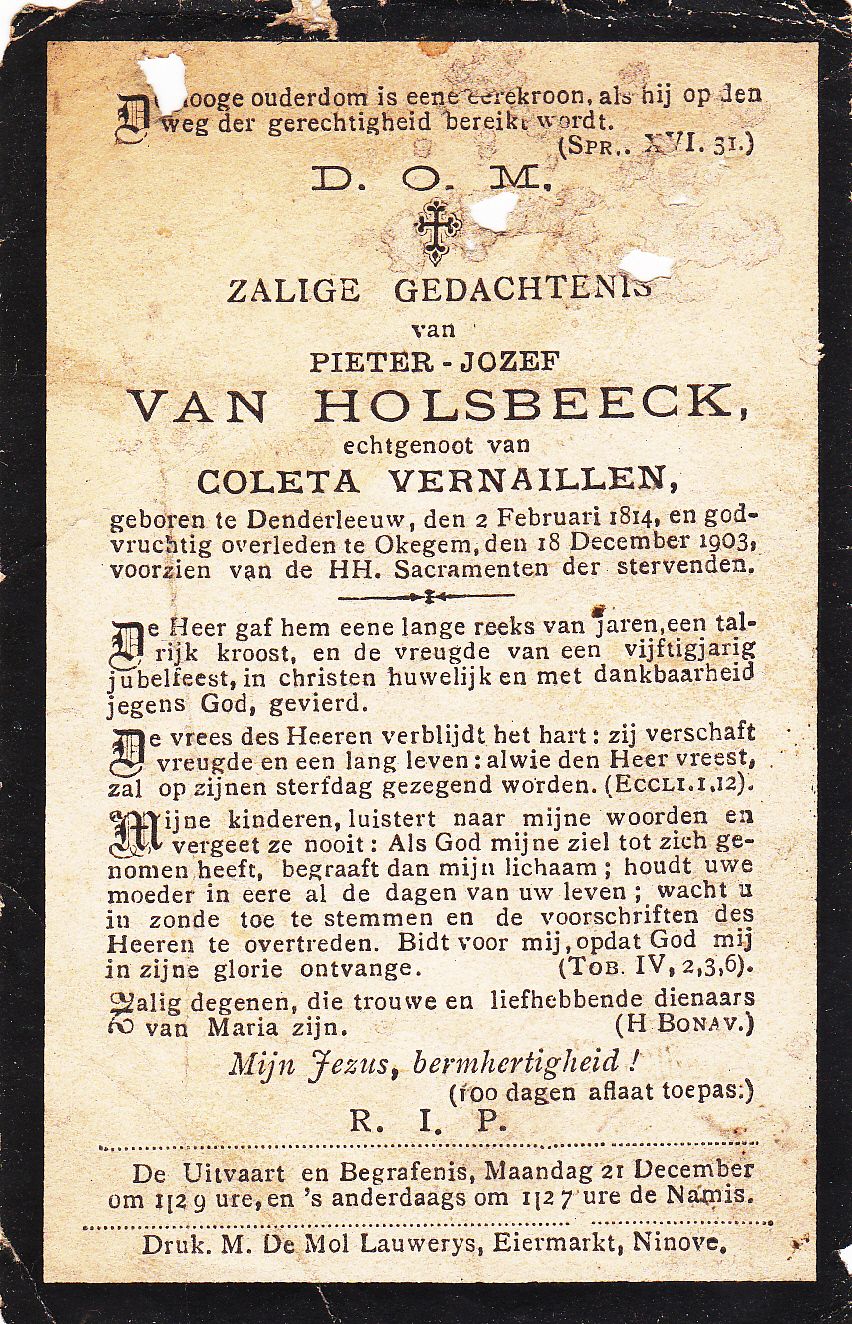 De hooge ouderdom is eene eerekroon, als hij op den
weg der gerechtigheid bereikt wordt.
(SPR.. XVI. 31.)
D. O. M.
ZALIGE GEDACHTENIS
van
PIETER-JOZEF
VAN HOLSBEECK,
echtgenoot van
COLETA VERNAILLEN,
geboren te Denderleeuw, den 2 Februari 1814, en god-
vruchtig overleden te Okegem, den 18 December 1903,
voorzien van de HH. Sacramenten der stervenden.
De Heer gaf hem eene lange reeks van jaren, een tal-
rijk kroost, en de vreugde van een vijftigjarig
jubelfeest, in christen huwelijk en met dankbaarheid
jegens God, gevierd.
De vrees des Heeren verblijdt het hart: zij verschaft
vreugde en een lang leven: alwie den Heer vreest,
zal op zijnen sterfdag gezegend worden. (ECCLI.I,12).
Mijne kinderen, luistert naar mijne woorden en
vergeet ze nooit: Als God mijne ziel tot zich ge-
nomen heeft, begraaft dan mijn lichaam; houdt uwe
moeder in eere al de dagen van uw leven; wacht u
in zonde toe te stemmen en de voorschriften des
Heeren te overtreden. Bidt voor mij, opdat God mij
in zijne glorie ontvange. (TOB. IV, 2,3,6).
Zalig degenen, die trouwe en liefhebbende dienaars
van Maria zijn. (H BONAV.)
Mijn Jezus, bermhertigheid!
(100 dagen aflaat toepas:)
R. I. P.
De Uitvaart en Begrafenis, Maandag 21 December
om 1|2 9 ure, en 's anderdaags om 1|2 7 ure de Namis.
Druk. M. De Mol Lauwerys, Eiermarkt, Ninove.